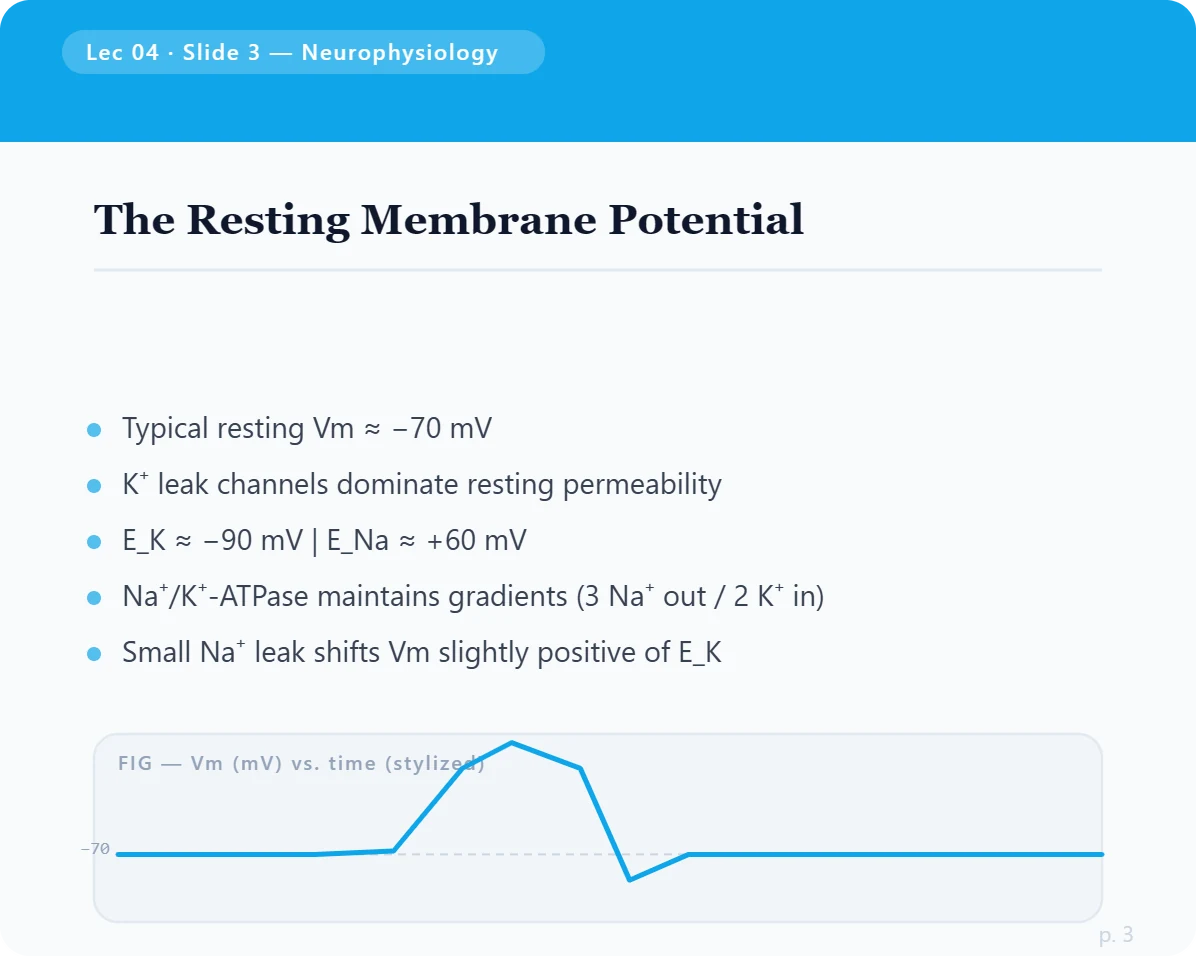 Lec 04 · Slide 3 — Neurophysiology
The Resting Membrane Potential
Typical resting Vm ≈ −70 mV
K⁺ leak channels dominate resting permeability
E_K ≈ −90 mV | E_Na ≈ +60 mV
Na⁺/K⁺-ATPase maintains gradients (3 Na⁺ out / 2 K⁺ in)
Small Na⁺ leak shifts Vm slightly positive of E_K
FIG — Vm (mV) vs. time (stylized)
−70
p. 3